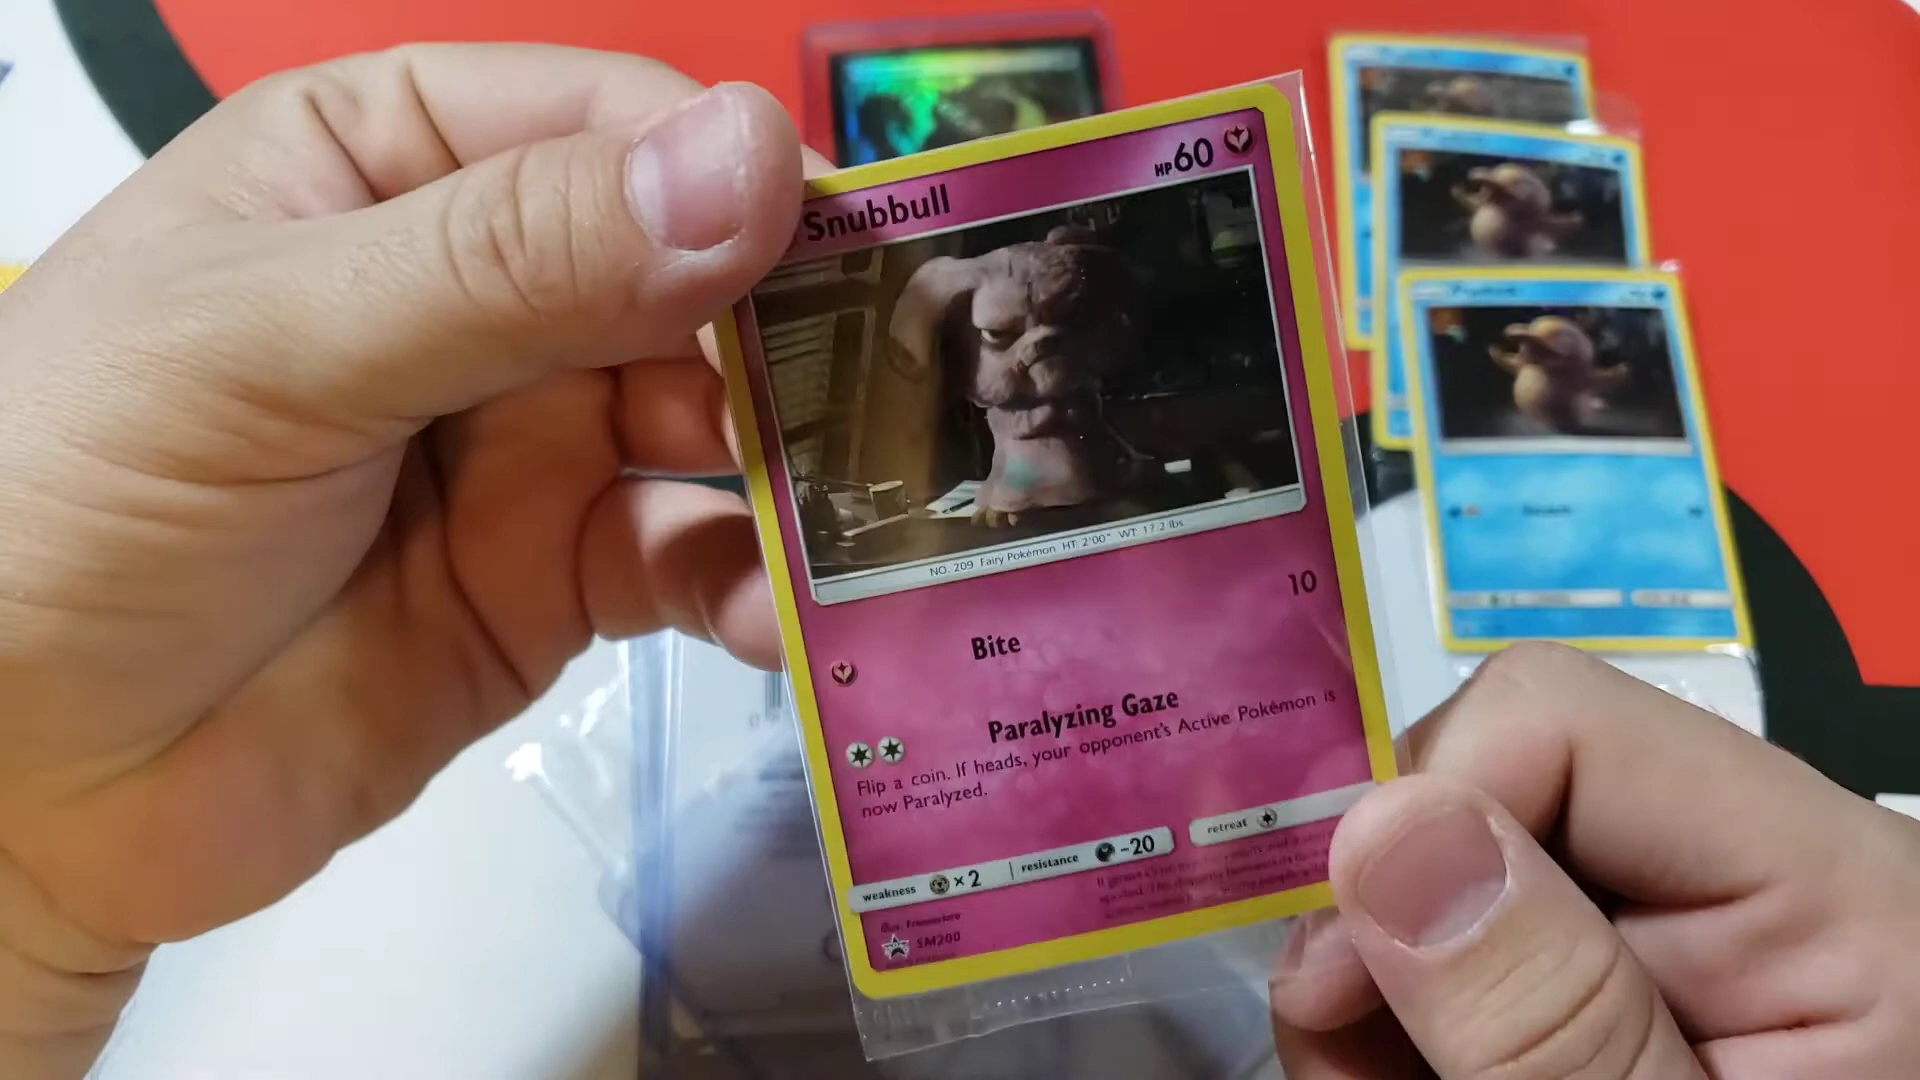 Snubbull
HP60
NO. 209 Fairy Pokémon HT: 2'00" WT: 17.2 lbs
10
Bite
Paralyzing Gaze
Flip a coin. If heads, your opponent's Active Pokémon is
now Paralyzed.
weakness ×2 resistance -20 retreat
SM200